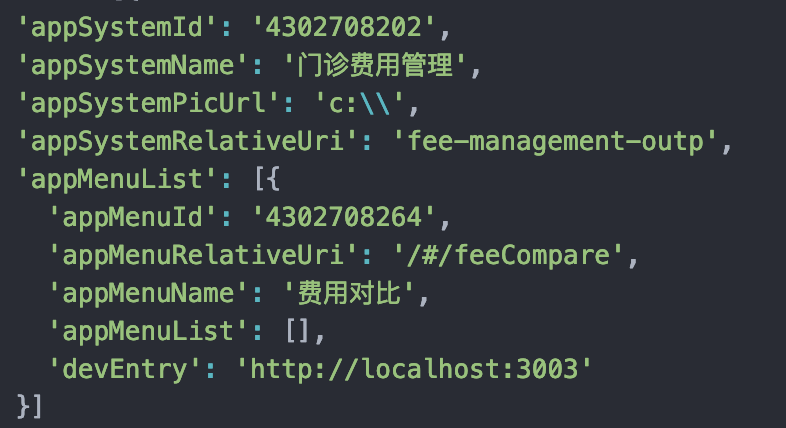 'appSystemId': '4302708202',
'appSystemName': '门诊费用管理',
'appSystemPicUrl': 'c:\\',
'appSystemRelativeUri': 'fee-management-outp',
'appMenuList': [{
'appMenuId': '4302708264',
'appMenuRelativeUri': '/#/feeCompare',
'appMenuName': '费用对比',
'appMenuList': [],
'devEntry': 'http://localhost:3003'
}]